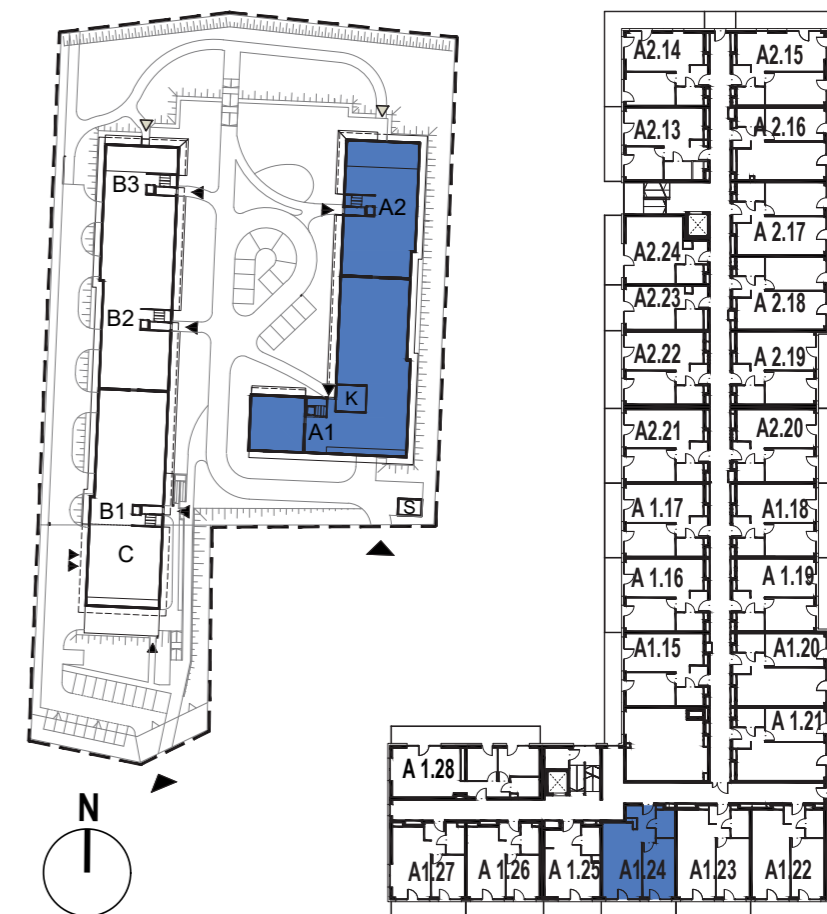 B3
A2
B2
K
A1
B1
S
C
N
A2.14
A2.15
A2.13
A 2.16
A 2.17
A2.24
A2.23
A 2.18
A2.22
A 2.19
A2.21
A2.20
A 1.17
A1.18
A 1.16
A 1.19
A1.15
A1.20
A 1.21
A 1.28
A1.27
A 1.26
A 1.25
A1.24
A1.23
A1.22